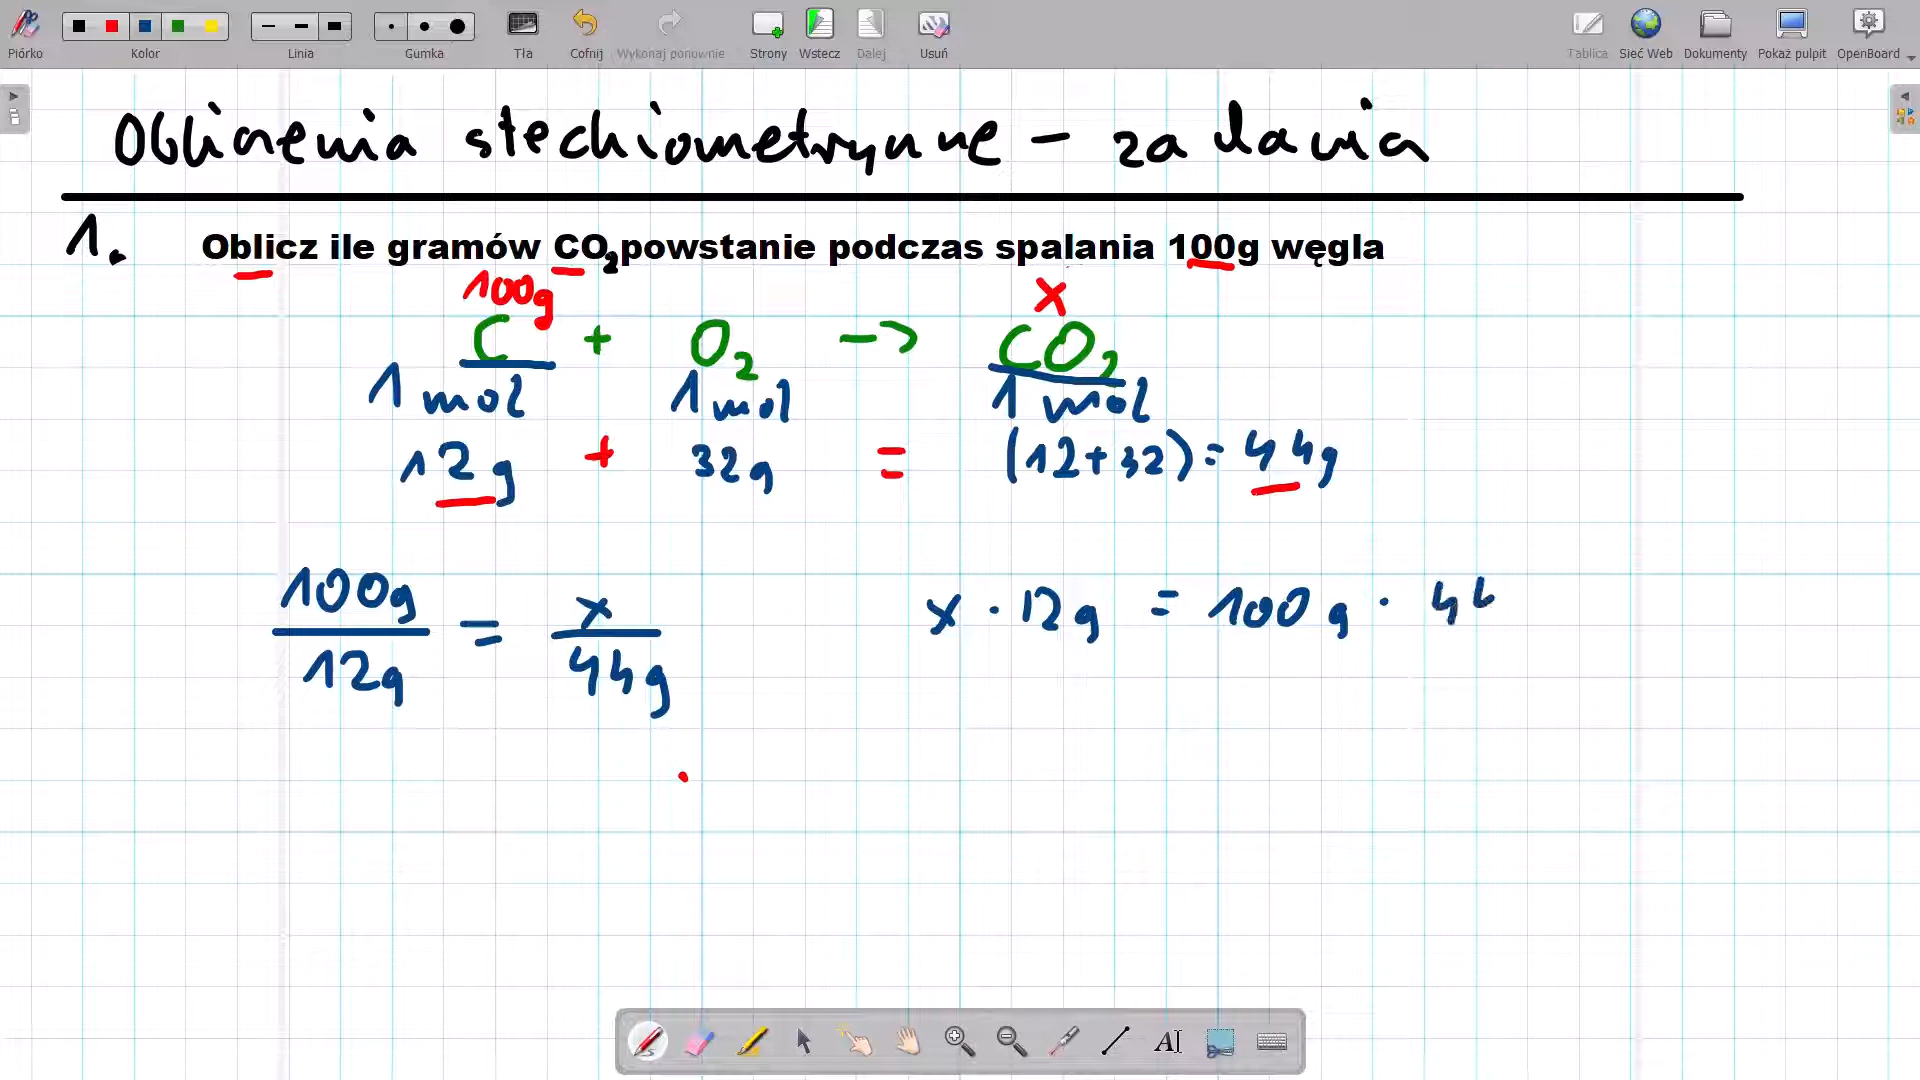 Piórko Kolor Linia Gumka Tła Cofnij Wykonaj ponownie Strony Wstecz Dalej Usuń Tablica Sieć Web Dokumenty Pokaż pulpit OpenBoard
Obliczenia stechiometryczne - zadania
1. Oblicz ile gramów CO₂ powstanie podczas spalania 100g węgla
100g x
C + O₂ -> CO₂
1 mol 1 mol 1 mol
12g + 32g = (12+32) = 44g
100g/12g = x/44g x · 12g = 100g · 44
AI